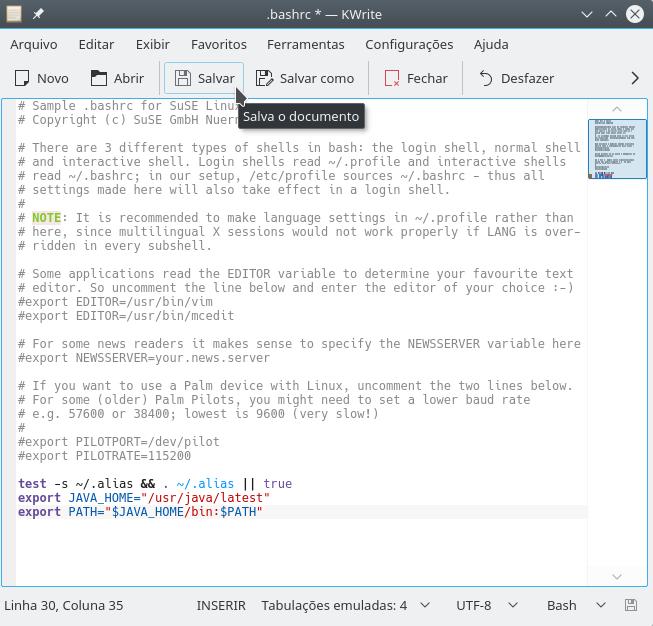 .bashrc * — KWrite
Arquivo Editar Exibir Favoritos Ferramentas Configurações Ajuda
Novo Abrir Salvar Salvar como Fechar Desfazer
# Sample .bashrc for SuSE Linux
# Copyright (c) SuSE GmbH Nuern
Salva o documento
# There are 3 different types of shells in bash: the login shell, normal shell
# and interactive shell. Login shells read ~/.profile and interactive shells
# read ~/.bashrc; in our setup, /etc/profile sources ~/.bashrc - thus all
# settings made here will also take effect in a login shell.
#
# NOTE: It is recommended to make language settings in ~/.profile rather than
# here, since multilingual X sessions would not work properly if LANG is over-
# ridden in every subshell.
# Some applications read the EDITOR variable to determine your favourite text
# editor. So uncomment the line below and enter the editor of your choice :-)
#export EDITOR=/usr/bin/vim
#export EDITOR=/usr/bin/mcedit
# For some news readers it makes sense to specify the NEWSSERVER variable here
#export NEWSSERVER=your.news.server
# If you want to use a Palm device with Linux, uncomment the two lines below.
# For some (older) Palm Pilots, you might need to set a lower baud rate
# e.g. 57600 or 38400; lowest is 9600 (very slow!)
#
#export PILOTPORT=/dev/pilot
#export PILOTRATE=115200
test -s ~/.alias && . ~/.alias || true
export JAVA_HOME="/usr/java/latest"
export PATH="$JAVA_HOME/bin:$PATH"
Linha 30, Coluna 35 INSERIR Tabulações emuladas: 4 UTF-8 Bash